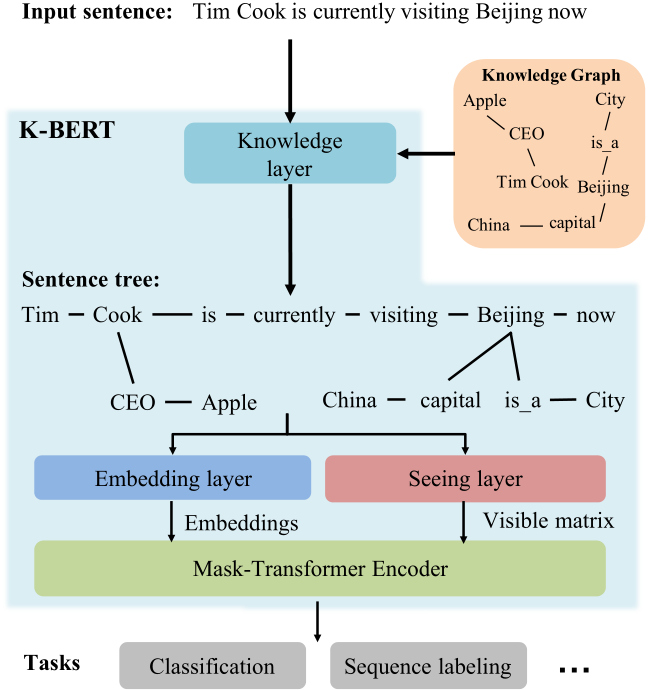 Input sentence: Tim Cook is currently visiting Beijing now
K-BERT
Knowledge
layer
Knowledge Graph
Apple
City
CEO
is_a
Tim Cook
Beijing
China
capital
Sentence tree:
Tim Cook is currently visiting Beijing now
CEO Apple China capital is_a City
Embedding layer
Seeing layer
Embeddings
Visible matrix
Mask-Transformer Encoder
Tasks
Classification
Sequence labeling
...